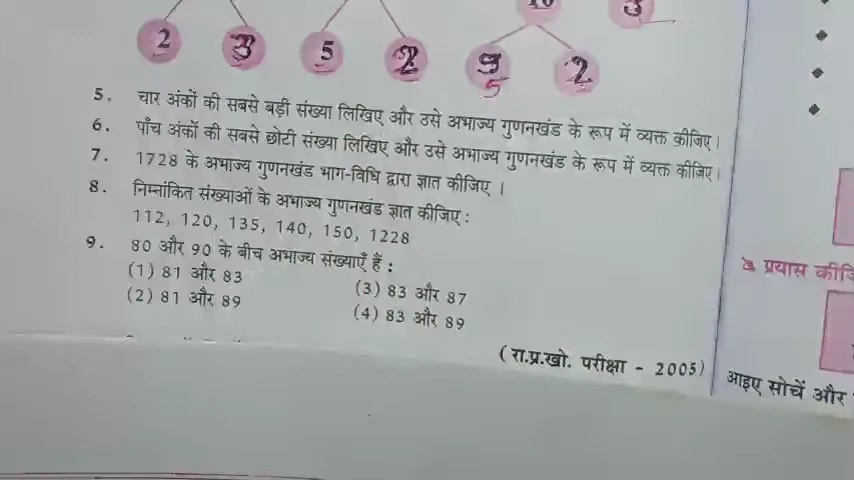 10
3
2
3
5
2
9
5
2
5. चार अंकों की सबसे बड़ी संख्या लिखिए और उसे अभाज्य गुणनखंड के रूप में व्यक्त कीजिए।
6. पाँच अंकों की सबसे छोटी संख्या लिखिए और उसे अभाज्य गुणनखंड के रूप में व्यक्त कीजिए।
7. 1728 के अभाज्य गुणनखंड भाग-विधि द्वारा ज्ञात कीजिए ।
8. निम्नांकित संख्याओं के अभाज्य गुणनखंड ज्ञात कीजिए :
112, 120, 135, 140, 150, 1228
9. 80 और 90 के बीच अभाज्य संख्याएँ हैं :
(1) 81 और 83
(3) 83 और 87
(2) 81 और 89
(4) 83 और 89
(रा.प्र.खो. परीक्षा - 2005)
प्रयास कीजि
आइए सोचें और